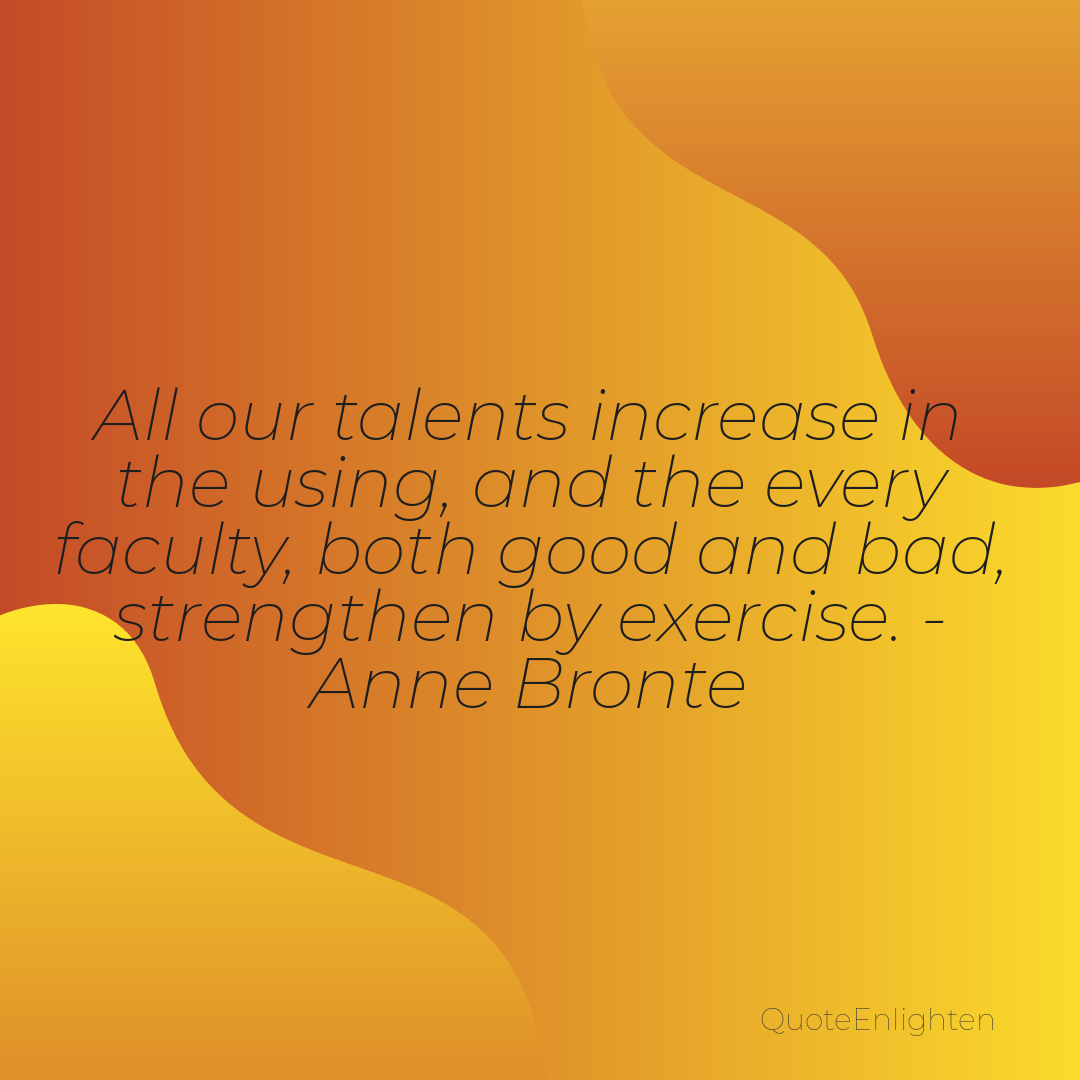 All our talents increase in
the using, and the every
faculty, both good and bad,
strengthen by exercise. -
Anne Bronte
QuoteEnlighten